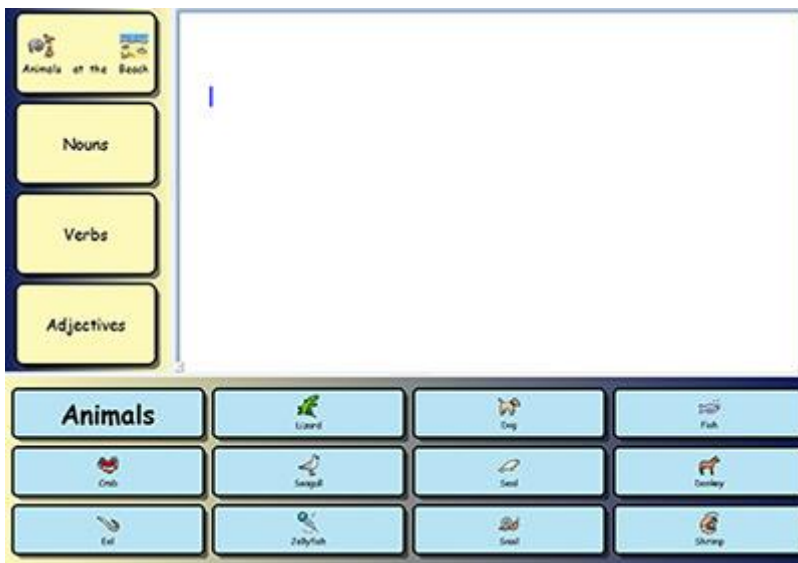 Animals at the Beach
Nouns
Verbs
Adjectives
Animals
Lizard
Dog
Fish
Crab
Seagull
Seal
Donkey
Eel
Jellyfish
Snail
Shrimp